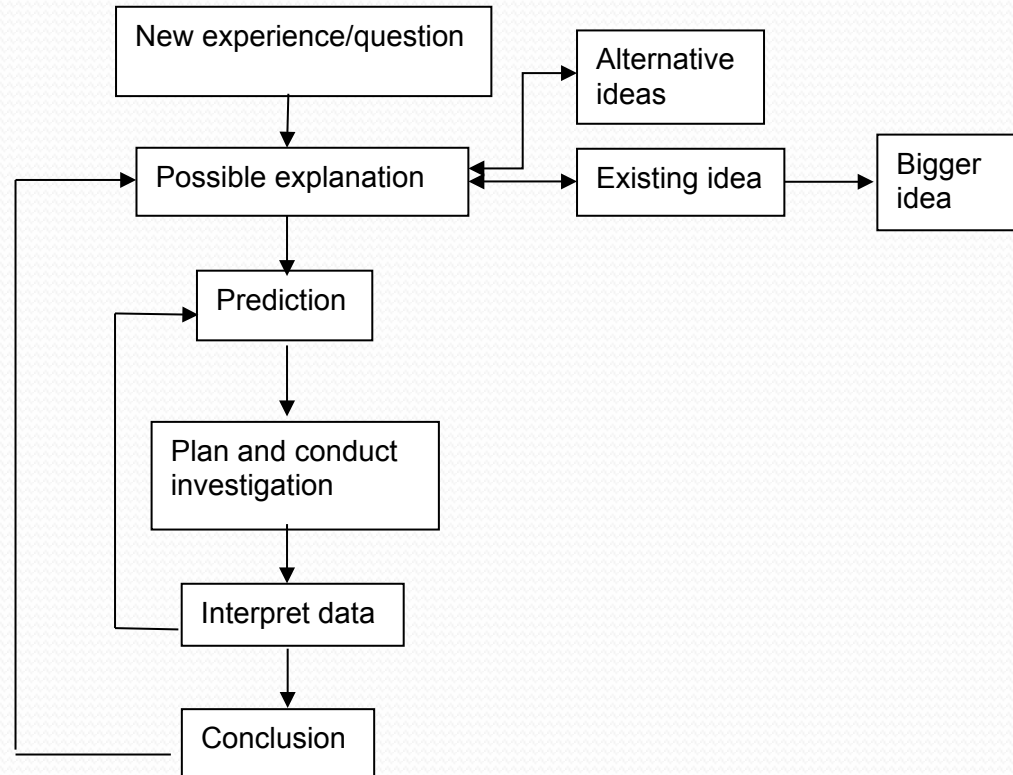 New experience/question
Alternative
ideas
Possible explanation
Existing idea
Bigger
idea
Prediction
Plan and conduct
investigation
Interpret data
Conclusion